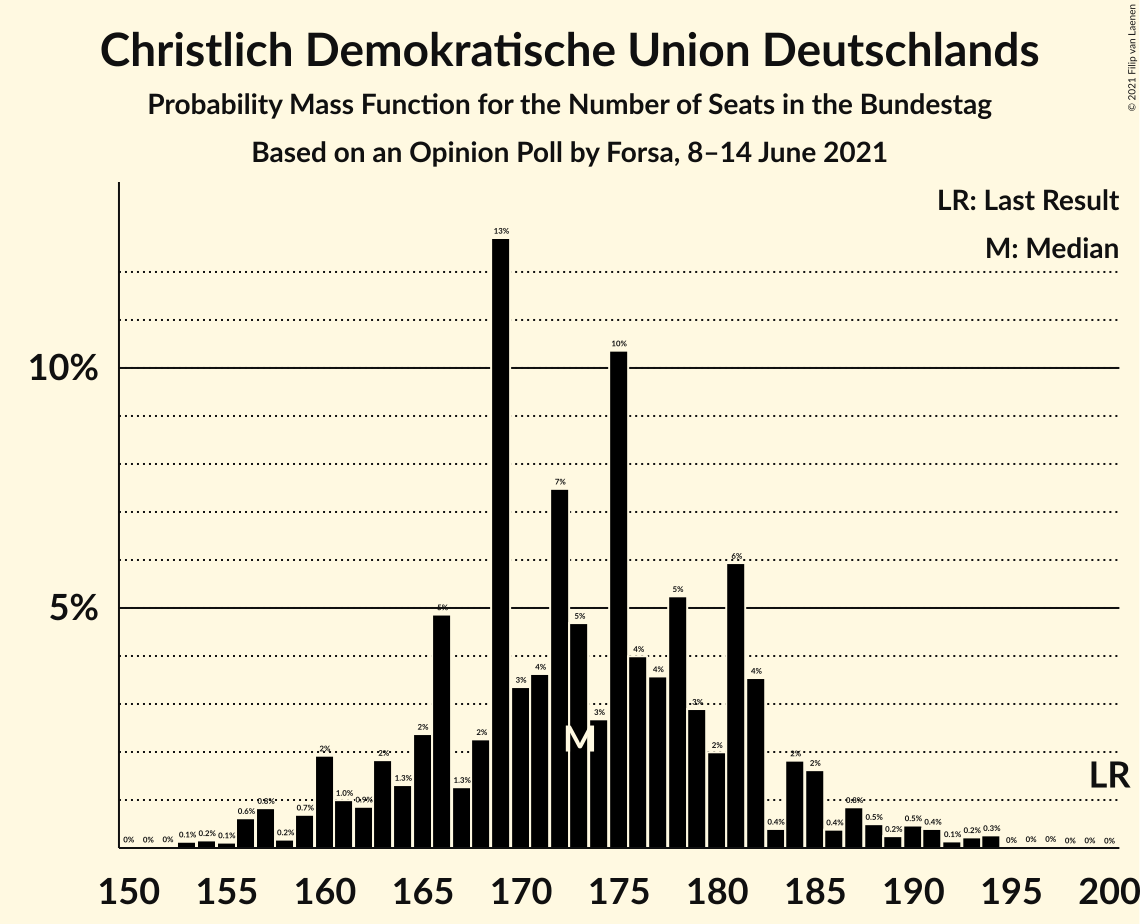 Christlich Demokratische Union Deutschlands
Probability Mass Function for the Number of Seats in the Bundestag
Based on an Opinion Poll by Forsa, 8–14 June 2021
© 2021 Filip van Laenen
LR: Last Result
M: Median
10%
5%
0% 0% 0% 0.1% 0.2% 0.1% 0.6% 0.8% 0.2% 0.7% 2% 1.0% 0.9% 2% 1.3% 2% 5% 1.3% 2% 13% 3% 4% 7% 5% 3% 10% 4% 4% 5% 3% 2% 6% 4% 0.4% 2% 2% 0.4% 0.8% 0.5% 0.2% 0.5% 0.4% 0.1% 0.2% 0.3% 0% 0% 0% 0% 0% 0%
M
LR
150 155 160 165 170 175 180 185 190 195 200